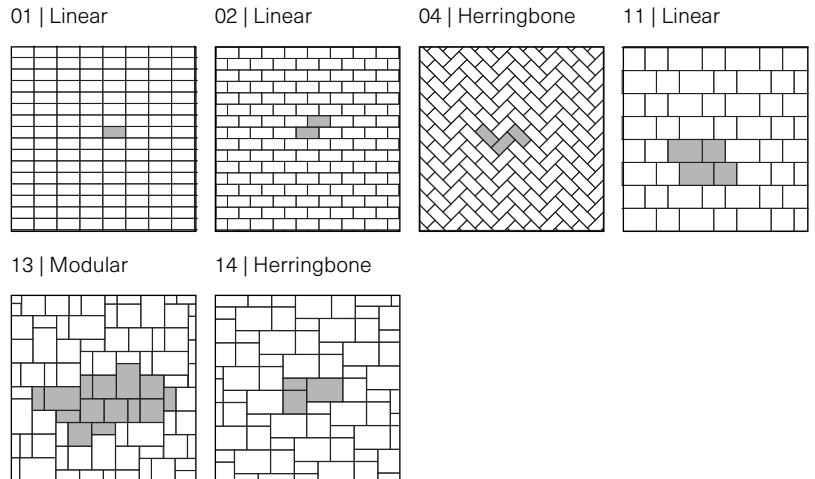 01 | Linear
02 | Linear
04 | Herringbone
11 | Linear
13 | Modular
14 | Herringbone